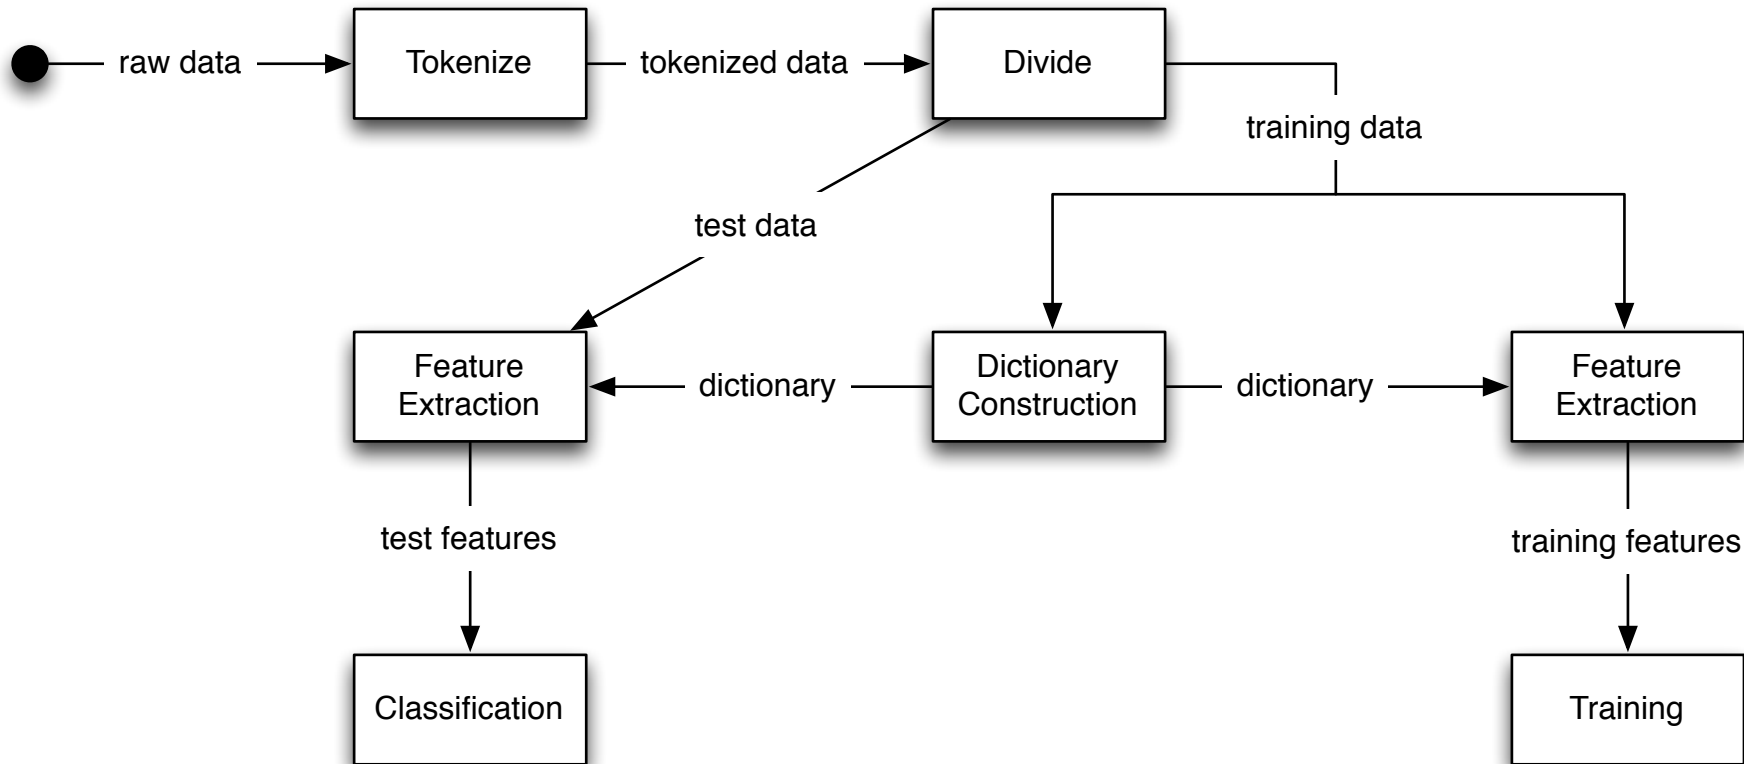 raw data
Tokenize
tokenized data
Divide
training data
test data
Feature
Extraction
dictionary
Dictionary
Construction
dictionary
Feature
Extraction
test features
training features
Classification
Training